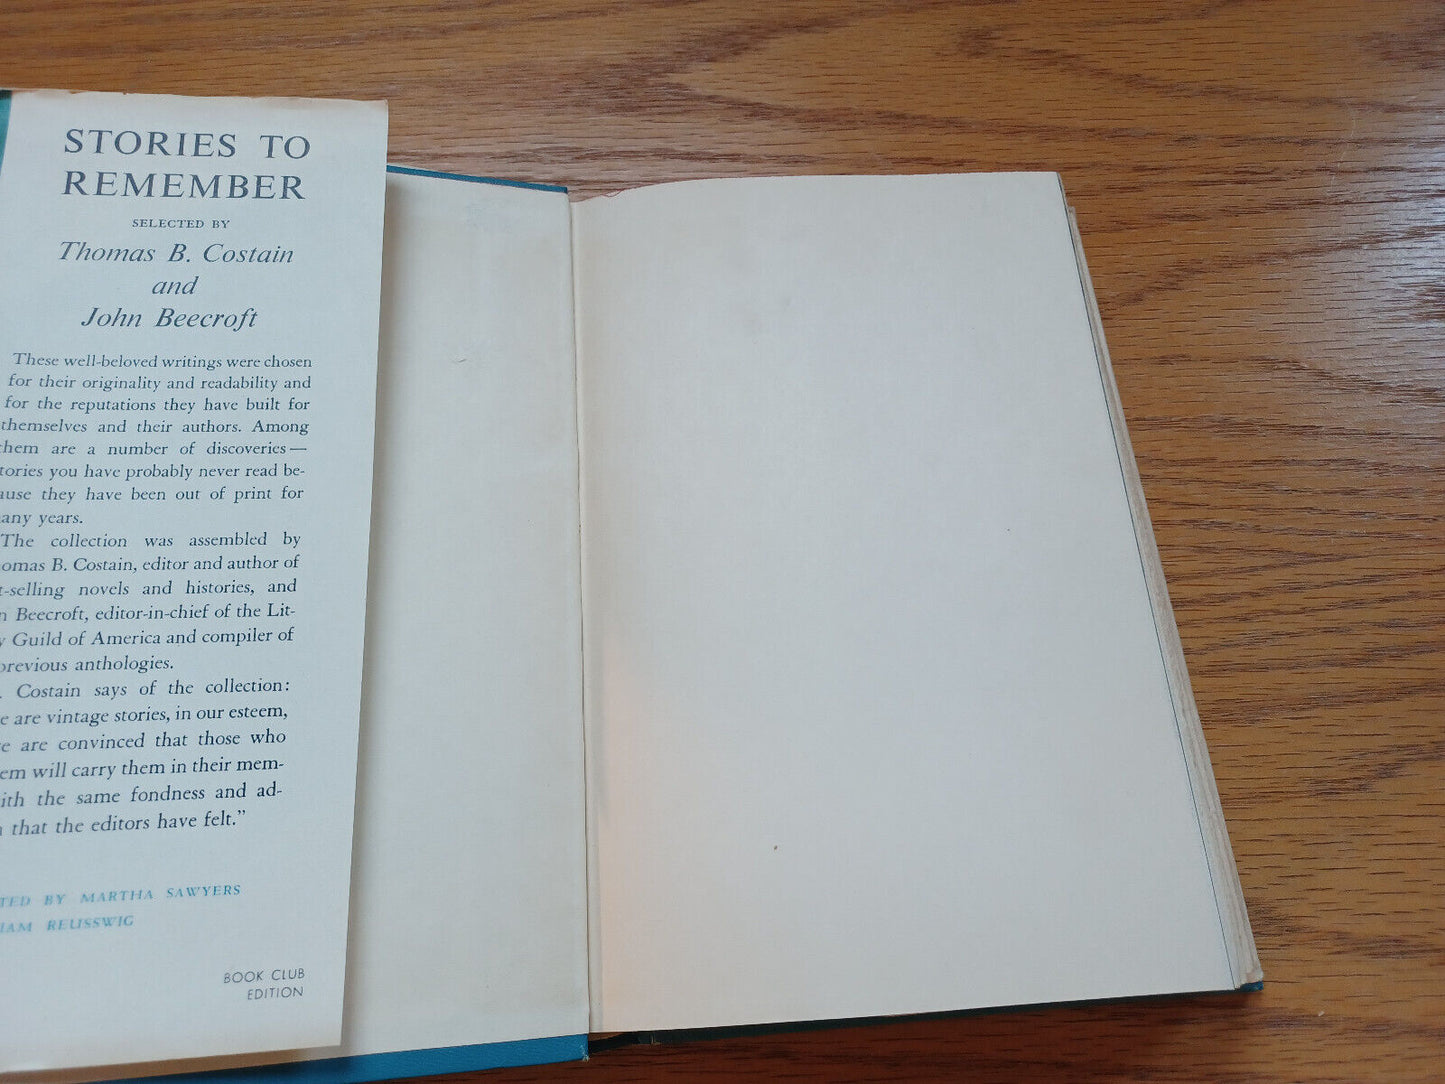 STORIES TO
REMEMBER
SELECTED BY
Thomas B. Costain
and
John Beecroft
These well-beloved writings were chosen
for their originality and readability and
for the reputations they have built for
themselves and their authors. Among
them are a number of discoveries—
tories you have probably never read be-
ause they have been out of print for
any years.
The collection was assembled by
omas B. Costain, editor and author of
t-selling novels and histories, and
n Beecroft, editor-in-chief of the Lit-
y Guild of America and compiler of
previous anthologies.
. Costain says of the collection:
e are vintage stories, in our esteem,
re are convinced that those who
em will carry them in their mem-
ith the same fondness and ad-
n that the editors have felt.”
TED BY MARTHA SAWYERS
IAM REUSSWIG
BOOK CLUB
EDITION